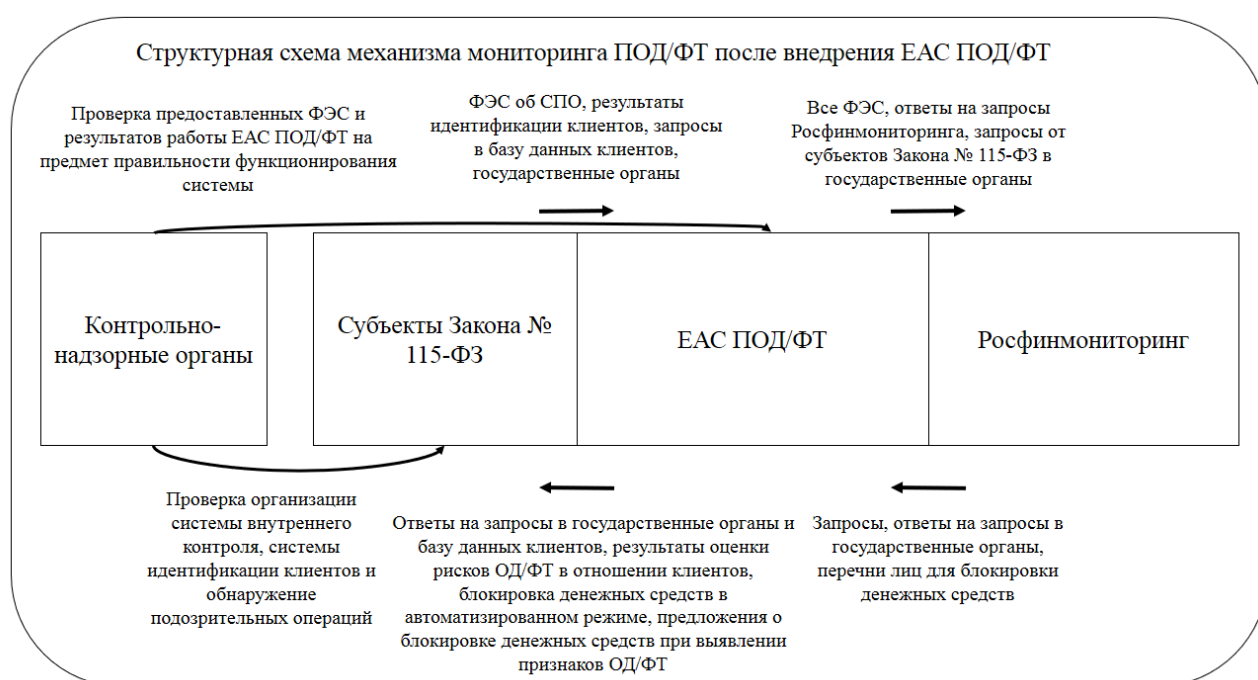 Структурная схема механизма мониторинга ПОД/ФТ после внедрения ЕАС ПОД/ФТ
Проверка предоставленных ФЭС и
результатов работы ЕАС ПОД/ФТ на
предмет правильности функционирования
системы
ФЭС об СПО, результаты
идентификации клиентов, запросы
в базу данных клиентов,
государственные органы
Все ФЭС, ответы на запросы
Росфинмониторинга, запросы от
субъектов Закона № 115-ФЗ в
государственные органы
Контрольно-
надзорные органы
Субъекты Закона №
115-ФЗ
ЕАС ПОД/ФТ
Росфинмониторинг
Проверка организации
системы внутреннего
контроля, системы
идентификации клиентов и
обнаружение
подозрительных операций
Ответы на запросы в государственные органы и
базу данных клиентов, результаты оценки
рисков ОД/ФТ в отношении клиентов,
блокировка денежных средств в
автоматизированном режиме, предложения о
блокировке денежных средств при выявлении
признаков ОД/ФТ
Запросы, ответы на запросы в
государственные органы,
перечни лиц для блокировки
денежных средств